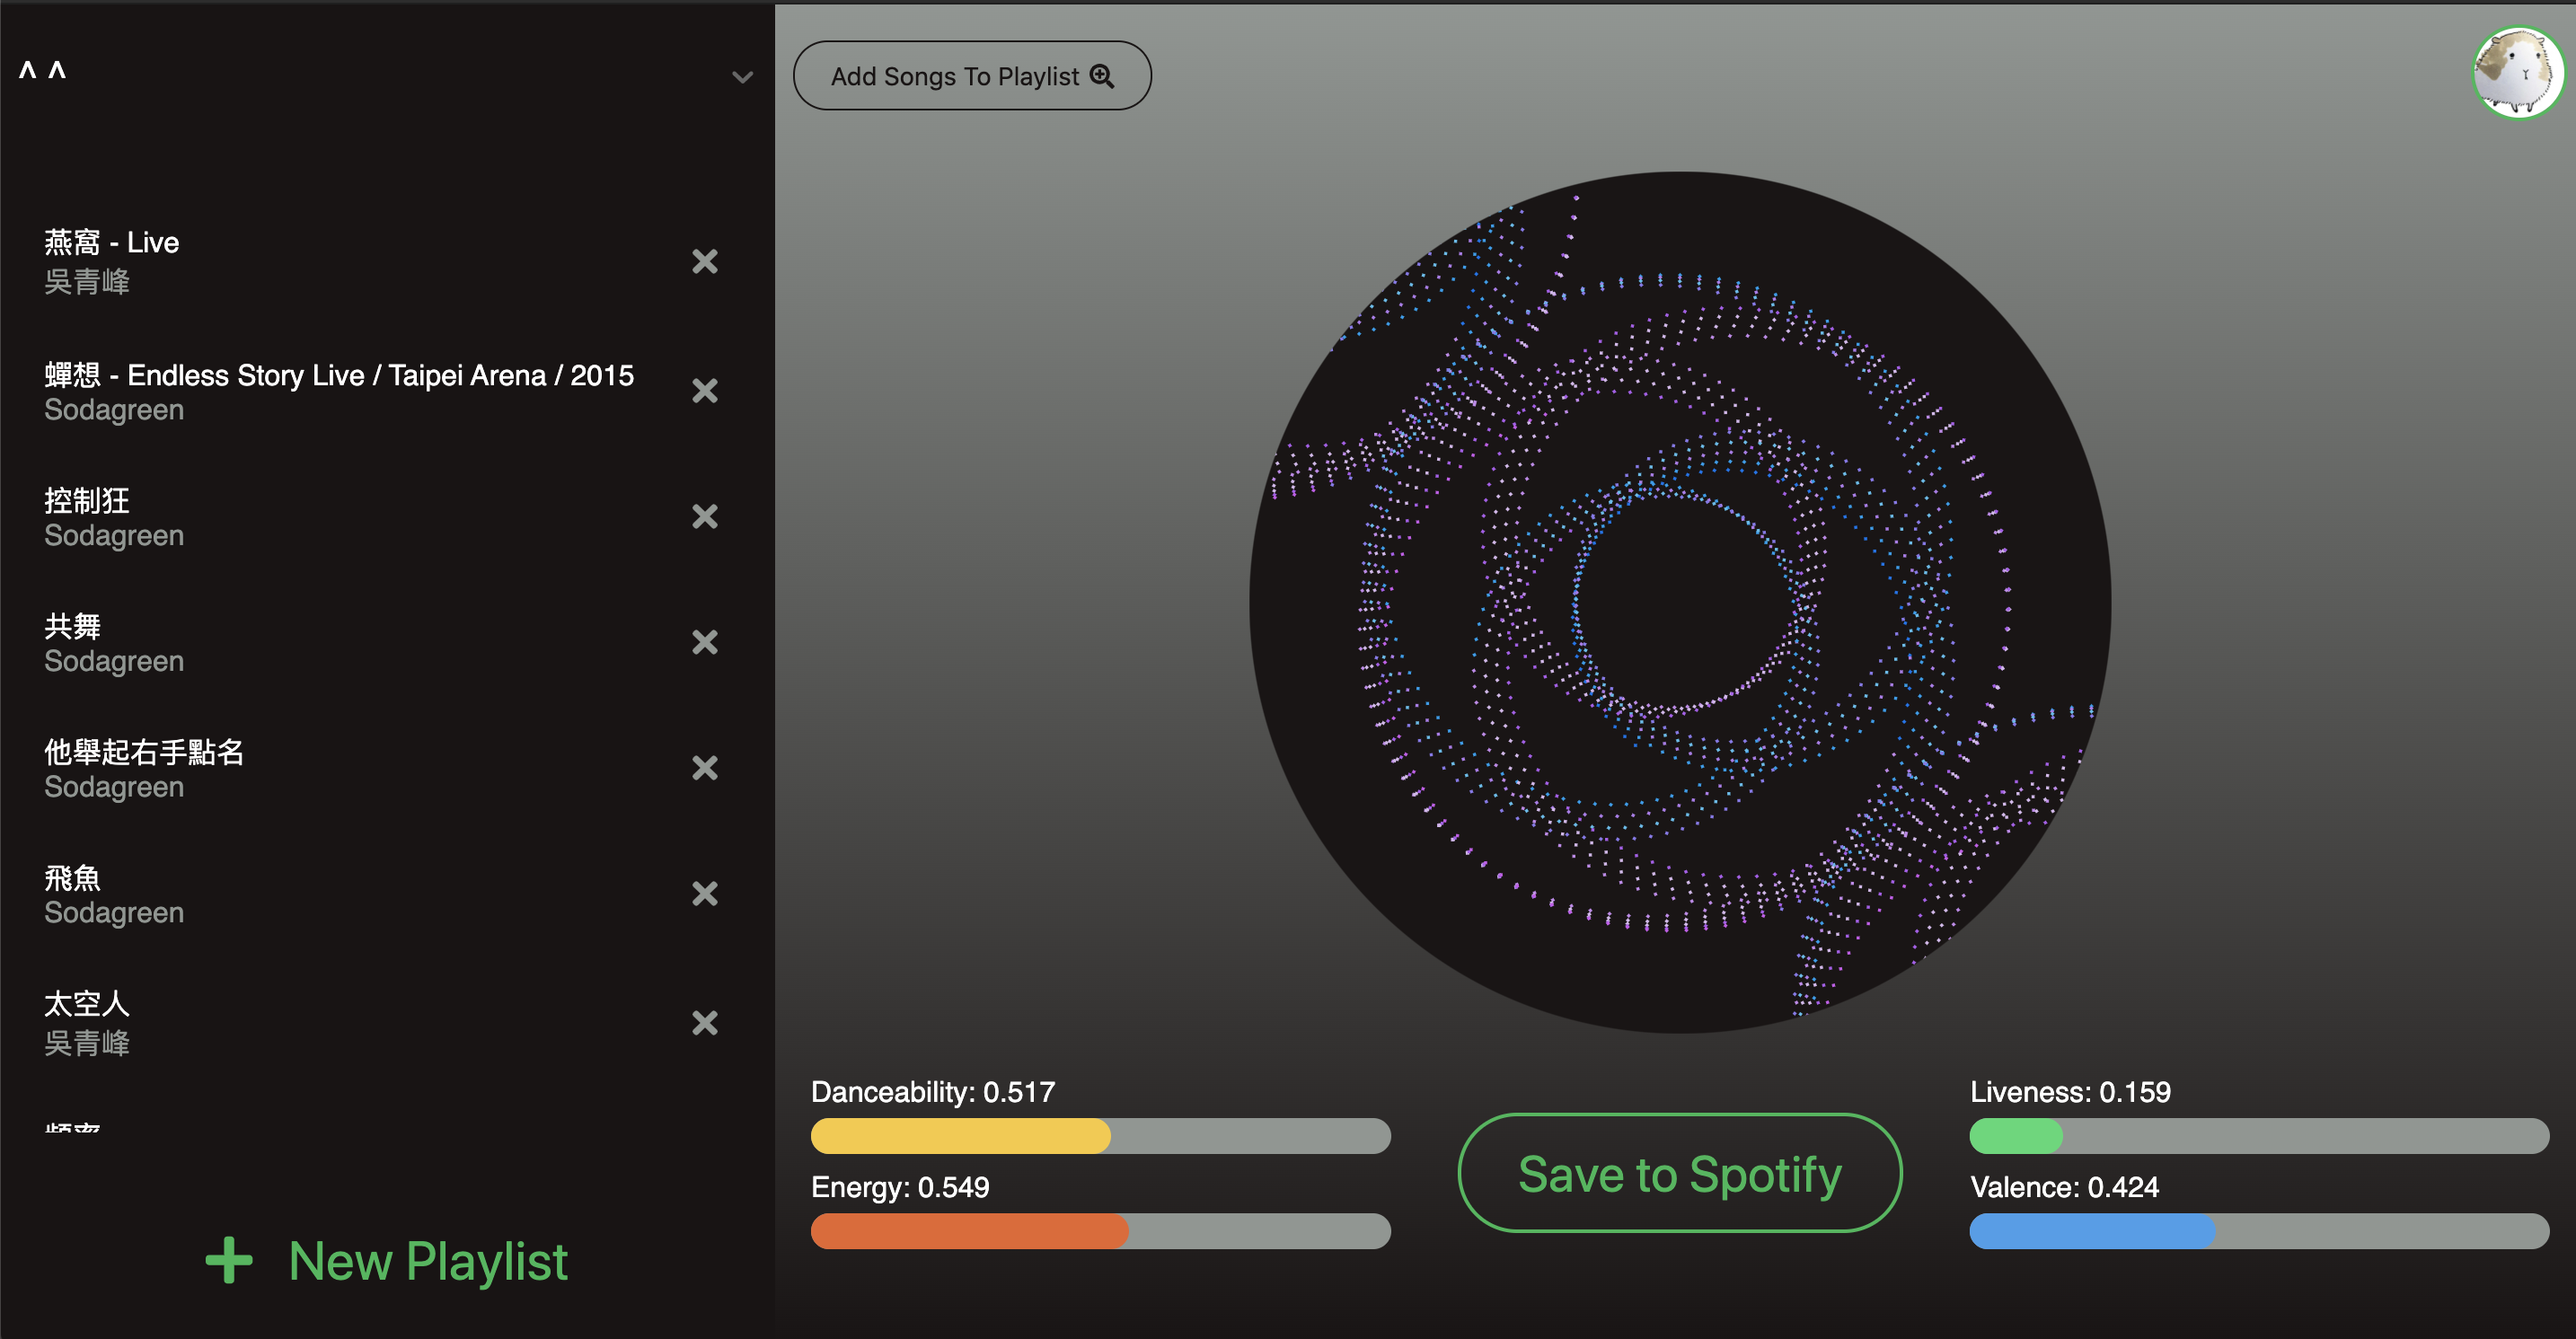 ^ ^
Add Songs To Playlist
燕窩 - Live
吳青峰
蟬想 - Endless Story Live / Taipei Arena / 2015
Sodagreen
控制狂
Sodagreen
共舞
Sodagreen
他舉起右手點名
Sodagreen
飛魚
Sodagreen
太空人
吳青峰
New Playlist
Danceability: 0.517
Energy: 0.549
Save to Spotify
Liveness: 0.159
Valence: 0.424